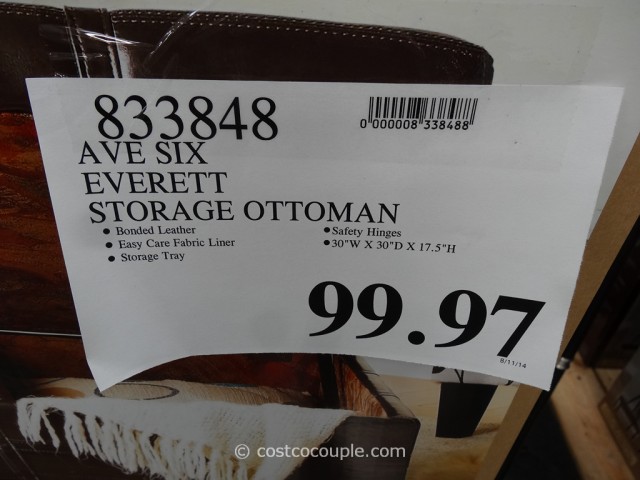 833848
0 000008 338488
AVE SIX
EVERETT
STORAGE OTTOMAN
• Bonded Leather
• Easy Care Fabric Liner
• Storage Tray
• Safety Hinges
• 30"W X 30"D X 17.5"H
99.97
8/11/14
© costcocouple.com